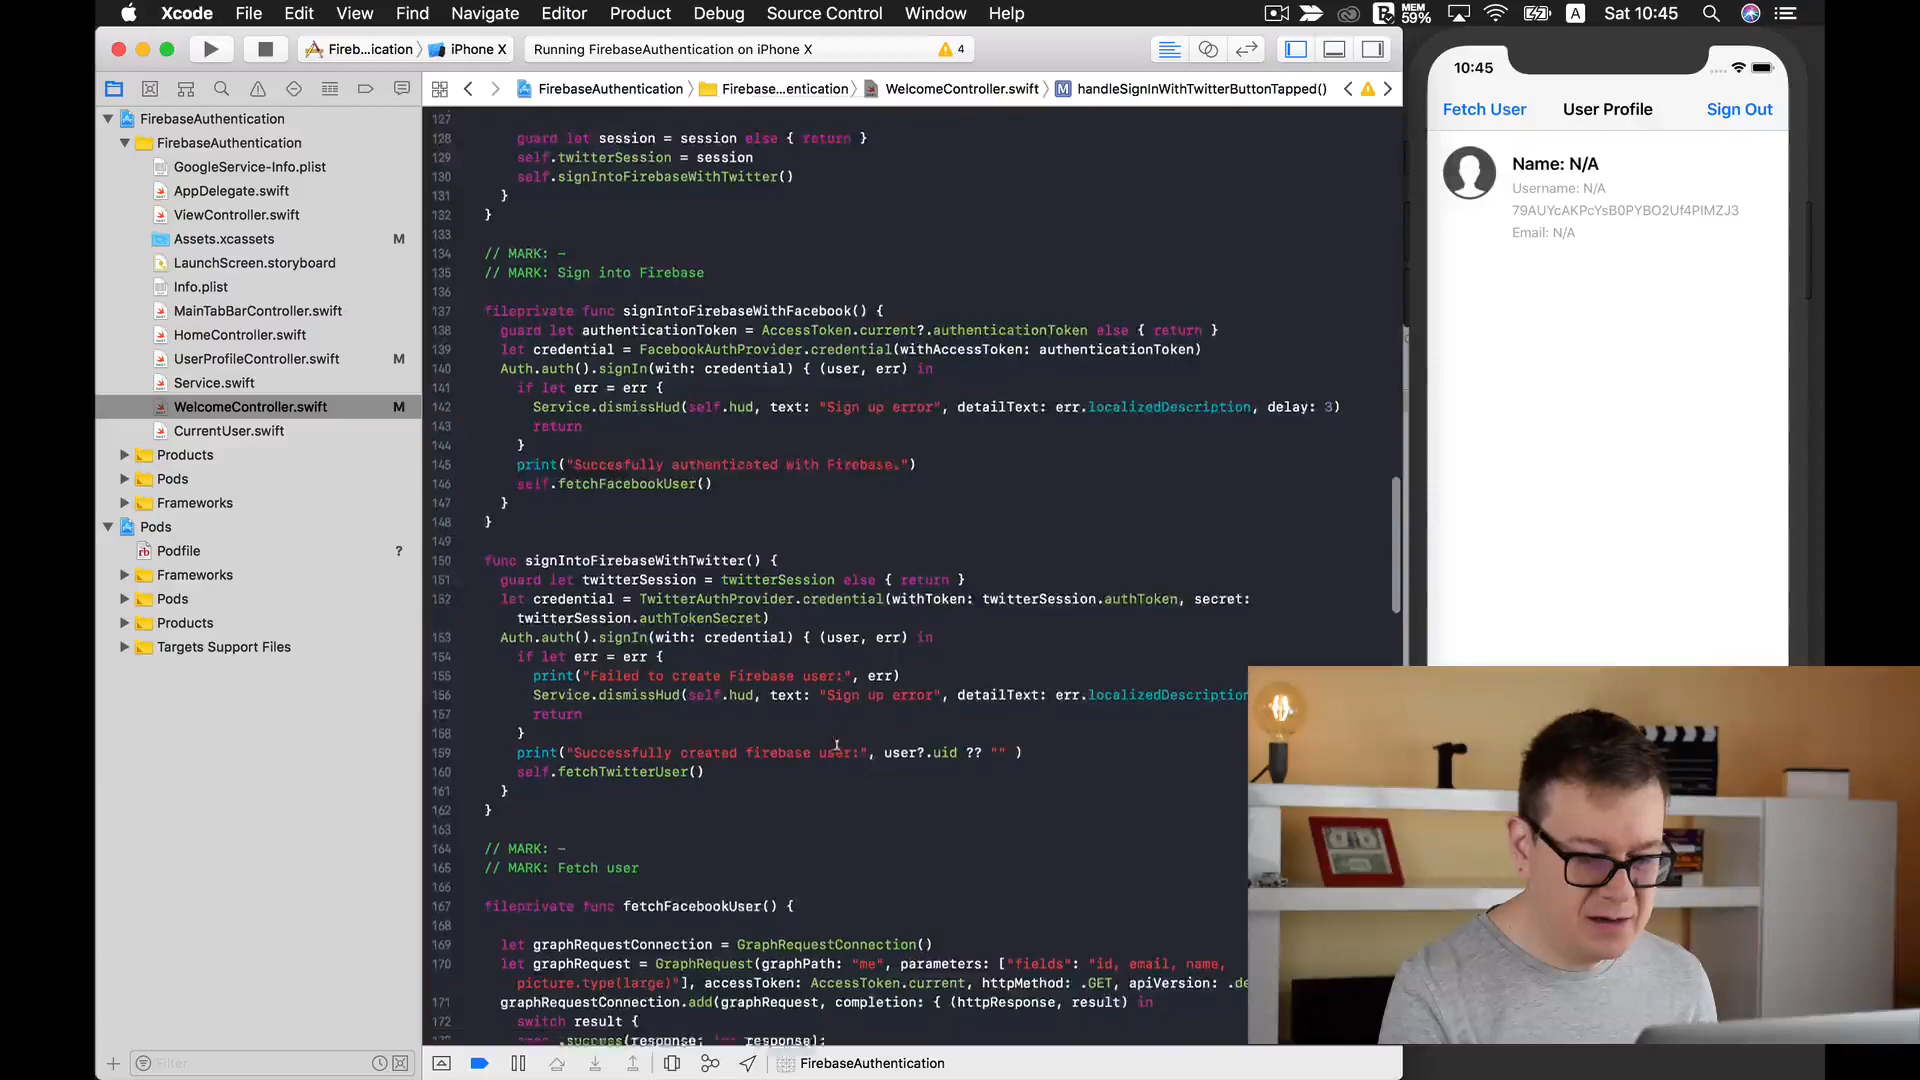 Xcode File Edit View Find Navigate Editor Product Debug Source Control Window Help MEM 59% A Sat 10:45
Fireb...ication iPhone X Running FirebaseAuthentication on iPhone X 4
FirebaseAuthentication Firebase...entication WelcomeController.swift M handleSignInWithTwitterButtonTapped()
FirebaseAuthentication
FirebaseAuthentication
GoogleService-Info.plist
AppDelegate.swift
ViewController.swift
Assets.xcassets M
LaunchScreen.storyboard
Info.plist
MainTabBarController.swift
HomeController.swift
UserProfileController.swift M
Service.swift
WelcomeController.swift M
CurrentUser.swift
Products
Pods
Frameworks
Pods
Podfile ?
Frameworks
Pods
Products
Targets Support Files
Filter
127
128 guard let session = session else { return }
129 self.twitterSession = session
130 self.signIntoFirebaseWithTwitter()
131 }
132 }
133
134 // MARK: -
135 // MARK: Sign into Firebase
136
137 fileprivate func signIntoFirebaseWithFacebook() {
138 guard let authenticationToken = AccessToken.current?.authenticationToken else { return }
139 let credential = FacebookAuthProvider.credential(withAccessToken: authenticationToken)
140 Auth.auth().signIn(with: credential) { (user, err) in
141 if let err = err {
142 Service.dismissHud(self.hud, text: "Sign up error", detailText: err.localizedDescription, delay: 3)
143 return
144 }
145 print("Succesfully authenticated with Firebase.")
146 self.fetchFacebookUser()
147 }
148 }
149
150 func signIntoFirebaseWithTwitter() {
151 guard let twitterSession = twitterSession else { return }
152 let credential = TwitterAuthProvider.credential(withToken: twitterSession.authToken, secret:
twitterSession.authTokenSecret)
153 Auth.auth().signIn(with: credential) { (user, err) in
154 if let err = err {
155 print("Failed to create Firebase user:", err)
156 Service.dismissHud(self.hud, text: "Sign up error", detailText: err.localizedDescription
157 return
158 }
159 print("Successfully created firebase user:", user?.uid ?? "" )
160 self.fetchTwitterUser()
161 }
162 }
163
164 // MARK: -
165 // MARK: Fetch user
166
167 fileprivate func fetchFacebookUser() {
168
169 let graphRequestConnection = GraphRequestConnection()
170 let graphRequest = GraphRequest(graphPath: "me", parameters: ["fields": "id, email, name,
picture.type(large)"], accessToken: AccessToken.current, httpMethod: .GET, apiVersion: .de
171 graphRequestConnection.add(graphRequest, completion: { (httpResponse, result) in
172 switch result {
.success(response: response):
FirebaseAuthentication
10:45
Fetch User User Profile Sign Out
Name: N/A
Username: N/A
79AUYcAKPcYsB0PYBO2Uf4PlMZJ3
Email: N/A